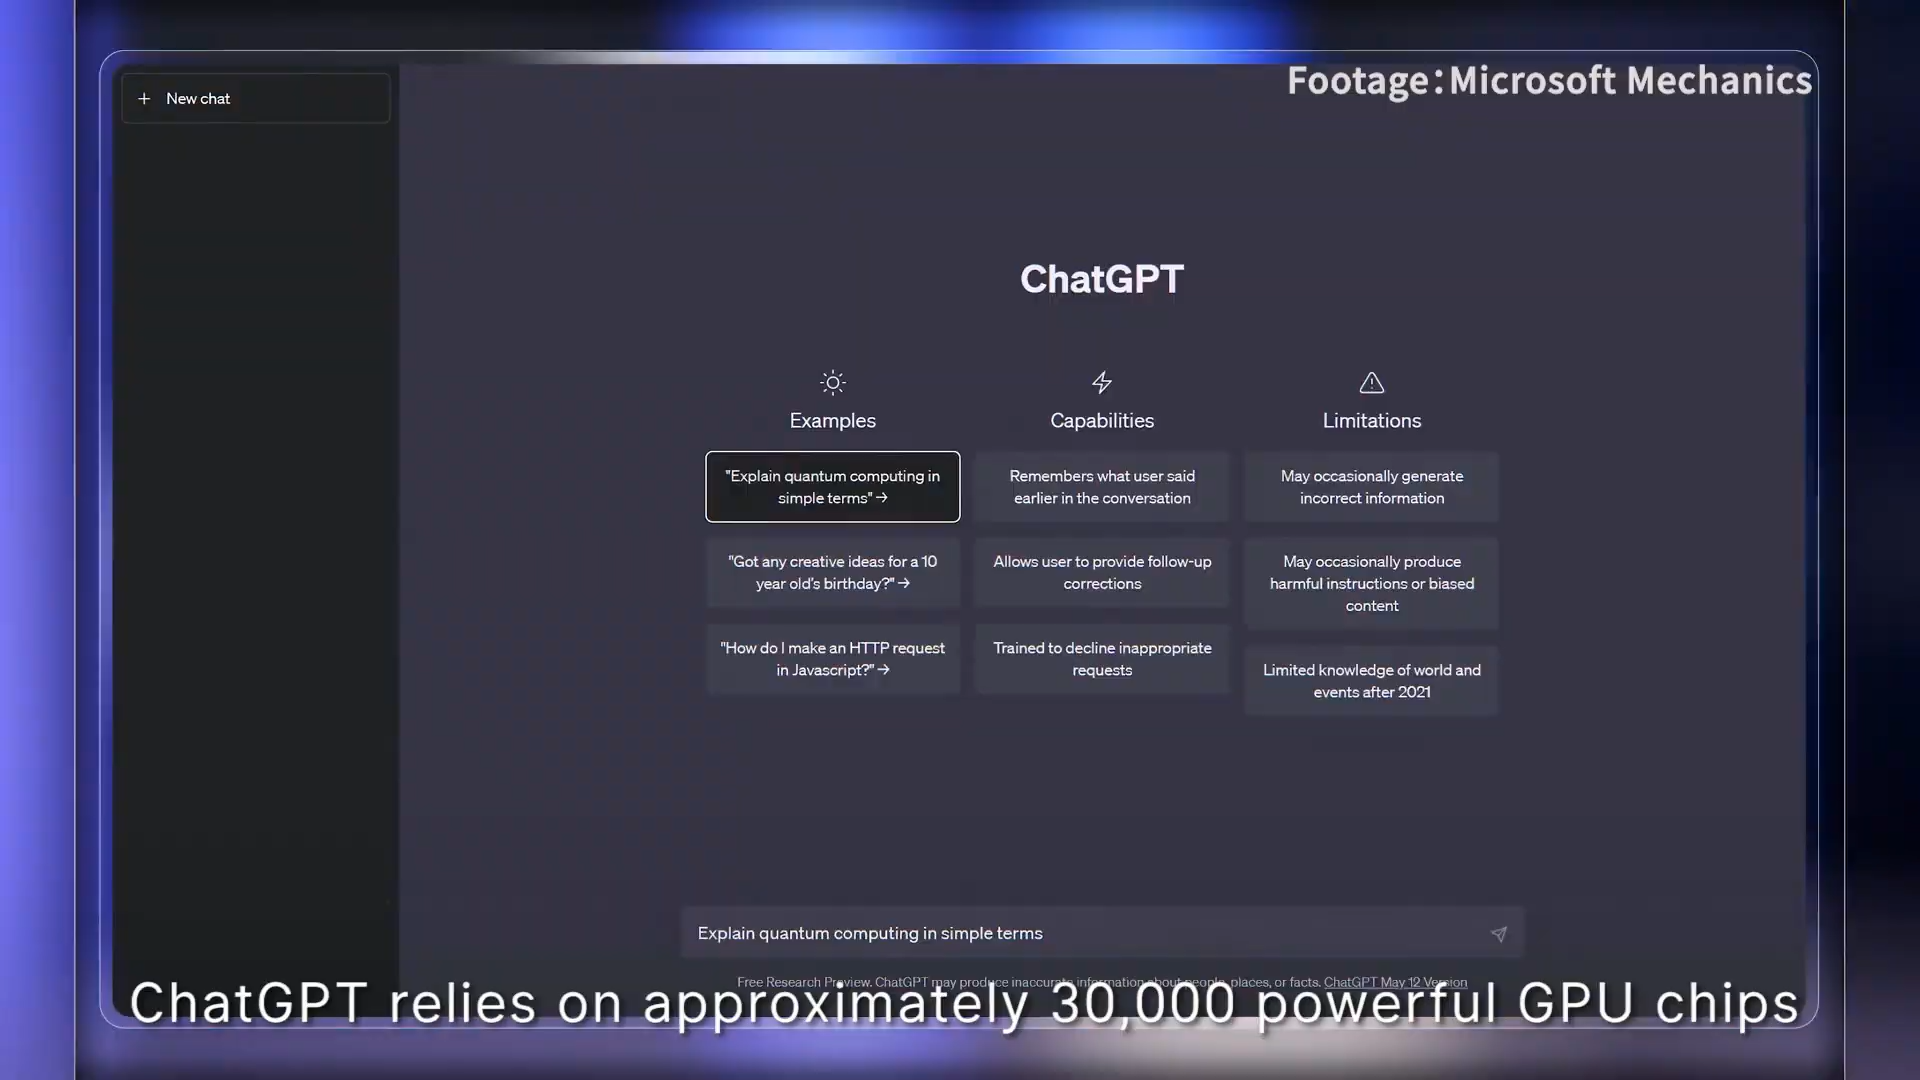 + New chat
Footage:Microsoft Mechanics
ChatGPT
Examples
"Explain quantum computing in
simple terms" →
"Got any creative ideas for a 10
year old's birthday?" →
"How do I make an HTTP request
in Javascript?" →
Capabilities
Remembers what user said
earlier in the conversation
Allows user to provide follow-up
corrections
Trained to decline inappropriate
requests
Limitations
May occasionally generate
incorrect information
May occasionally produce
harmful instructions or biased
content
Limited knowledge of world and
events after 2021
Explain quantum computing in simple terms
Free Research Preview. ChatGPT may produce inaccurate information about people, places, or facts. ChatGPT May 12 Version
ChatGPT relies on approximately 30,000 powerful GPU chips